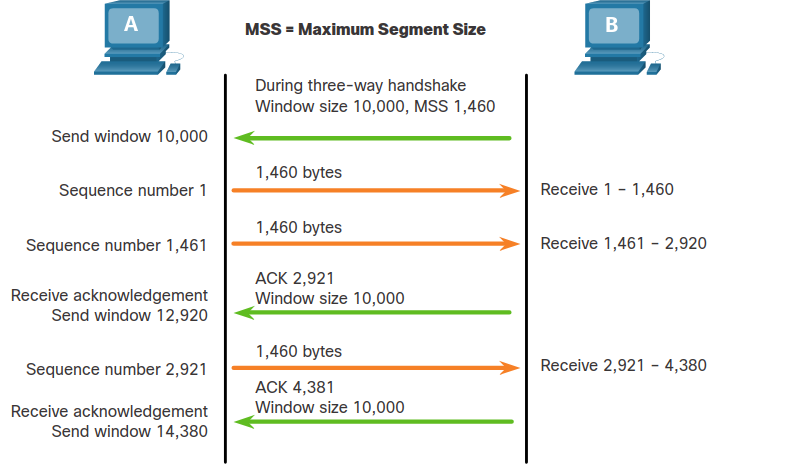 A
MSS = Maximum Segment Size
B
During three-way handshake
Window size 10,000, MSS 1,460
Send window 10,000
1,460 bytes
Sequence number 1
Receive 1 - 1,460
1,460 bytes
Sequence number 1,461
Receive 1,461 - 2,920
ACK 2,921
Window size 10,000
Receive acknowledgement
Send window 12,920
1,460 bytes
Sequence number 2,921
Receive 2,921 - 4,380
ACK 4,381
Window size 10,000
Receive acknowledgement
Send window 14,380